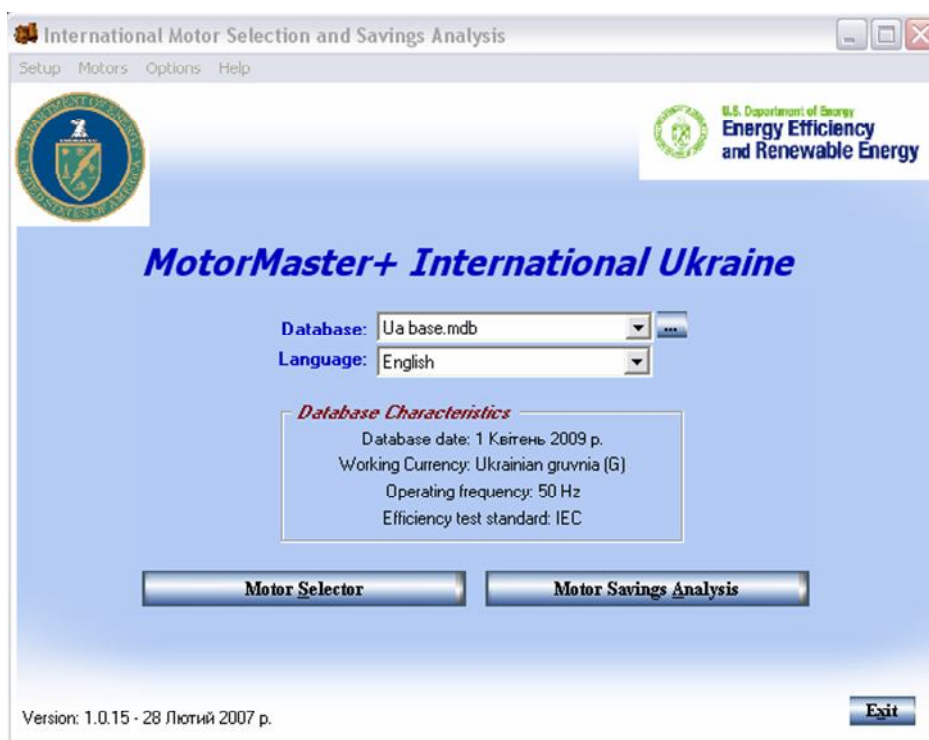 International Motor Selection and Savings Analysis
Setup Motors Options Help
U.S. Department of Energy
Energy Efficiency
and Renewable Energy
MotorMaster+ International Ukraine
Database: Ua base.mdb ...
Language: English
Database Characteristics
Database date: 1 Квітень 2009 р.
Working Currency: Ukrainian gruvnia (G)
Operating frequency: 50 Hz
Efficiency test standard: IEC
Motor Selector Motor Savings Analysis
Version: 1.0.15 - 28 Лютий 2007 р. Exit